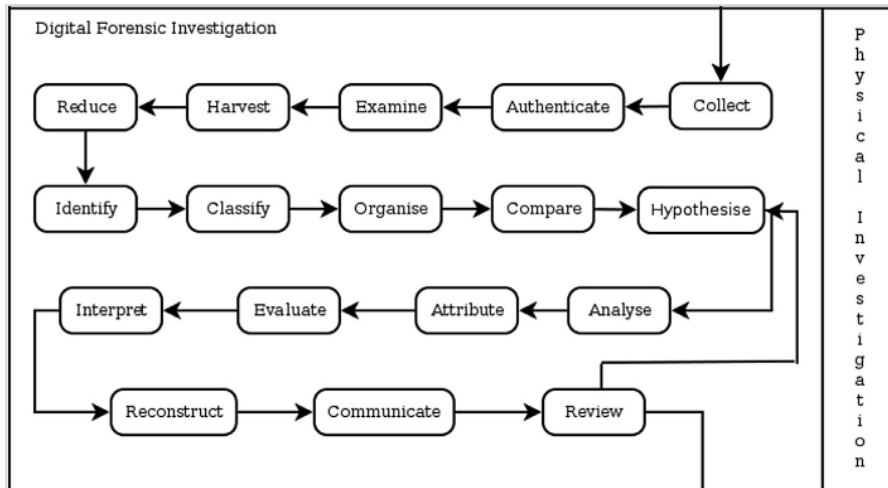 Digital Forensic Investigation
Reduce Harvest Examine Authenticate Collect
Identify Classify Organise Compare Hypothesise
Interpret Evaluate Attribute Analyse
Reconstruct Communicate Review
Physical Investigation